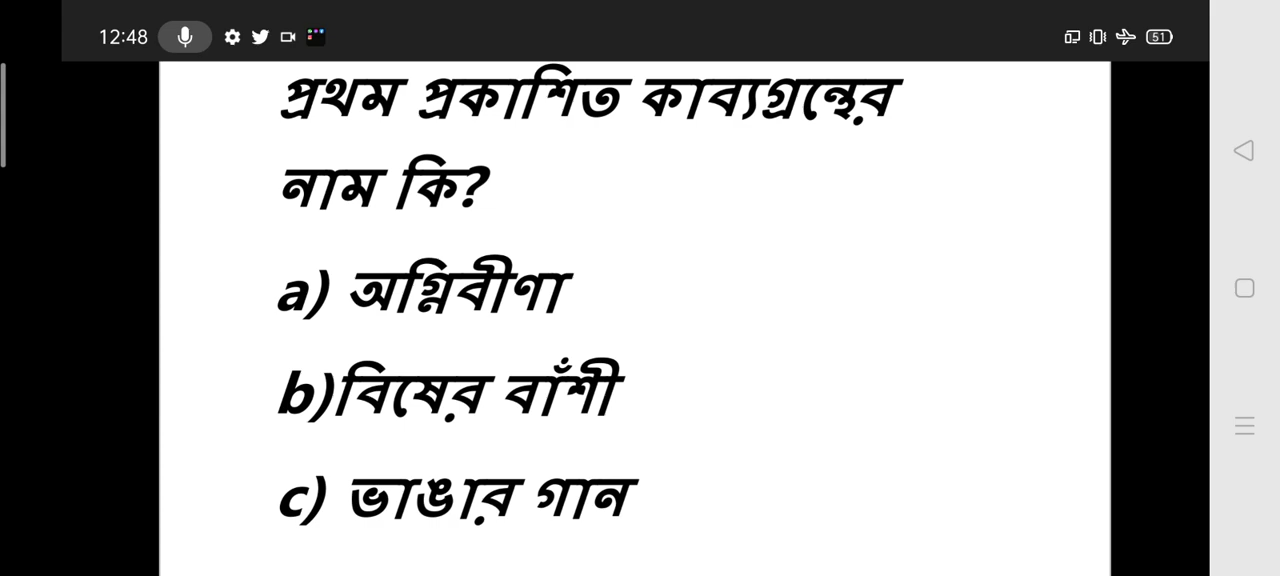 12:48
51
প্রথম প্রকাশিত কাব্যগ্রন্থের
নাম কি?
a) অগ্নিবীণা
b)বিষের বাঁশী
c) ভাঙার গান